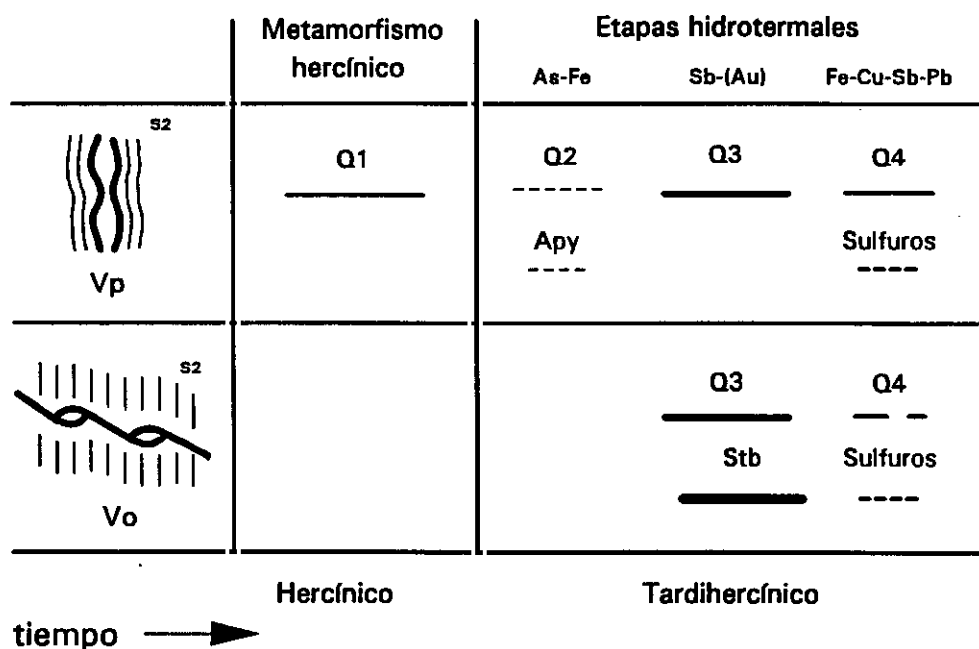 Metamorfismo
hercínico
Etapas hidrotermales
As-Fe Sb-(Au) Fe-Cu-Sb-Pb
S2
Q1 Q2 Q3 Q4
Apy Sulfuros
Vp
S2
Q3 Q4
Stb Sulfuros
Vo
Hercínico Tardihercínico
tiempo